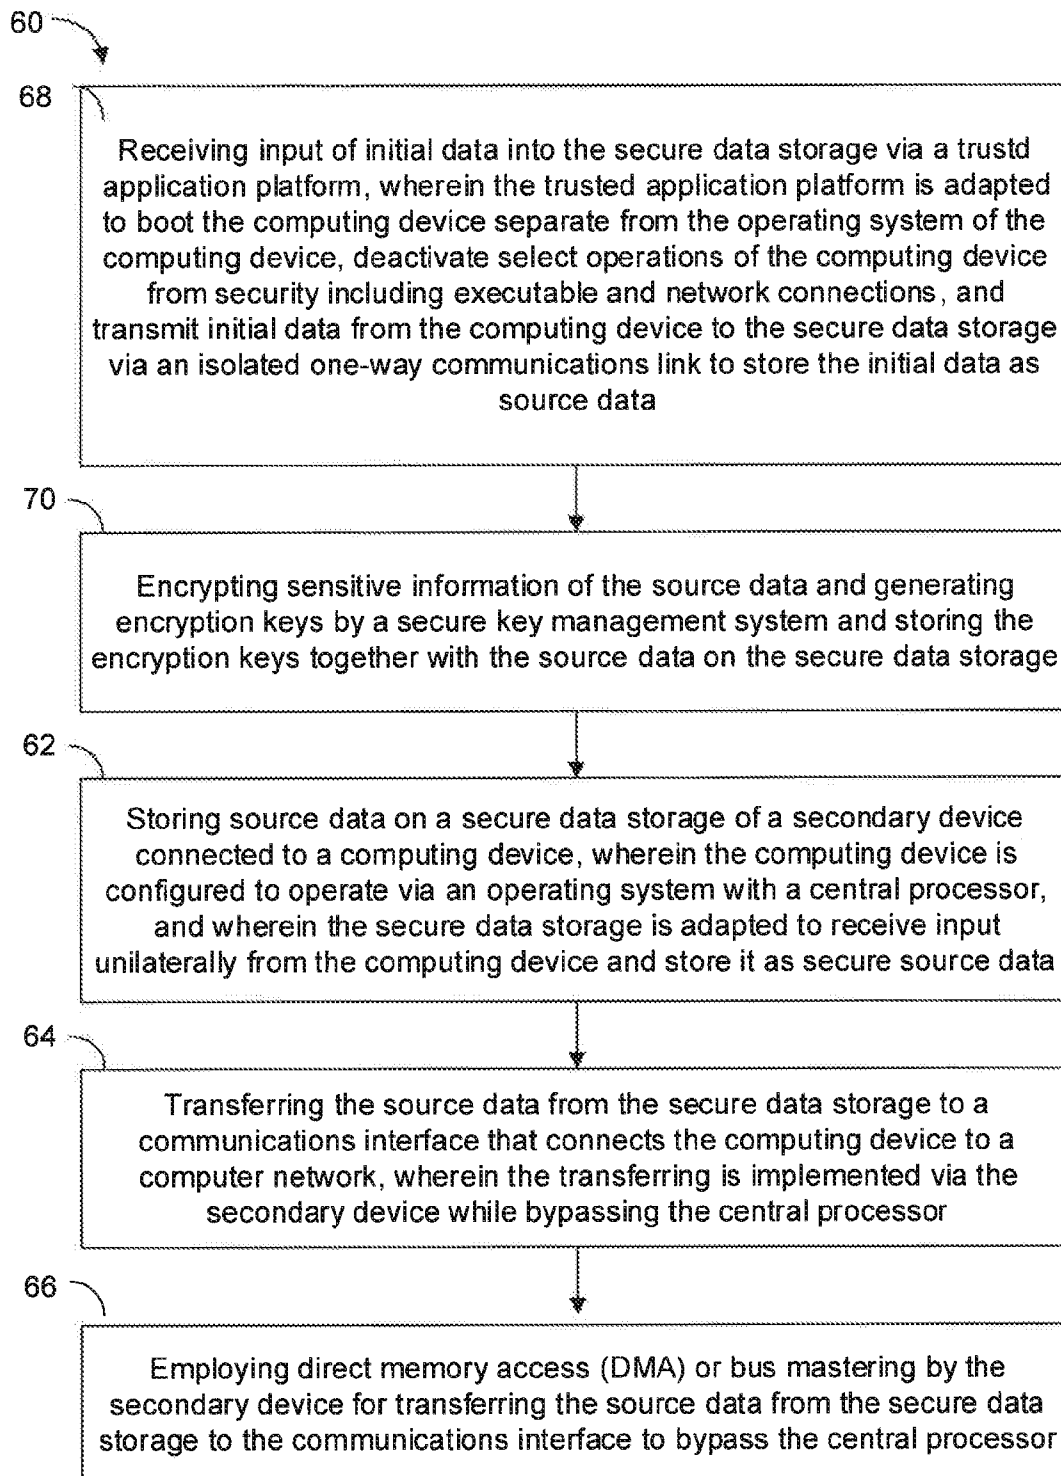 60
68
Receiving input of initial data into the secure data storage via a trustd
application platform, wherein the trusted application platform is adapted
to boot the computing device separate from the operating system of the
computing device, deactivate select operations of the computing device
from security including executable and network connections, and
transmit initial data from the computing device to the secure data storage
via an isolated one-way communications link to store the initial data as
source data
70
Encrypting sensitive information of the source data and generating
encryption keys by a secure key management system and storing the
encryption keys together with the source data on the secure data storage
62
Storing source data on a secure data storage of a secondary device
connected to a computing device, wherein the computing device is
configured to operate via an operating system with a central processor,
and wherein the secure data storage is adapted to receive input
unilaterally from the computing device and store it as secure source data
64
Transferring the source data from the secure data storage to a
communications interface that connects the computing device to a
computer network, wherein the transferring is implemented via the
secondary device while bypassing the central processor
66
Employing direct memory access (DMA) or bus mastering by the
secondary device for transferring the source data from the secure data
storage to the communications interface to bypass the central processor